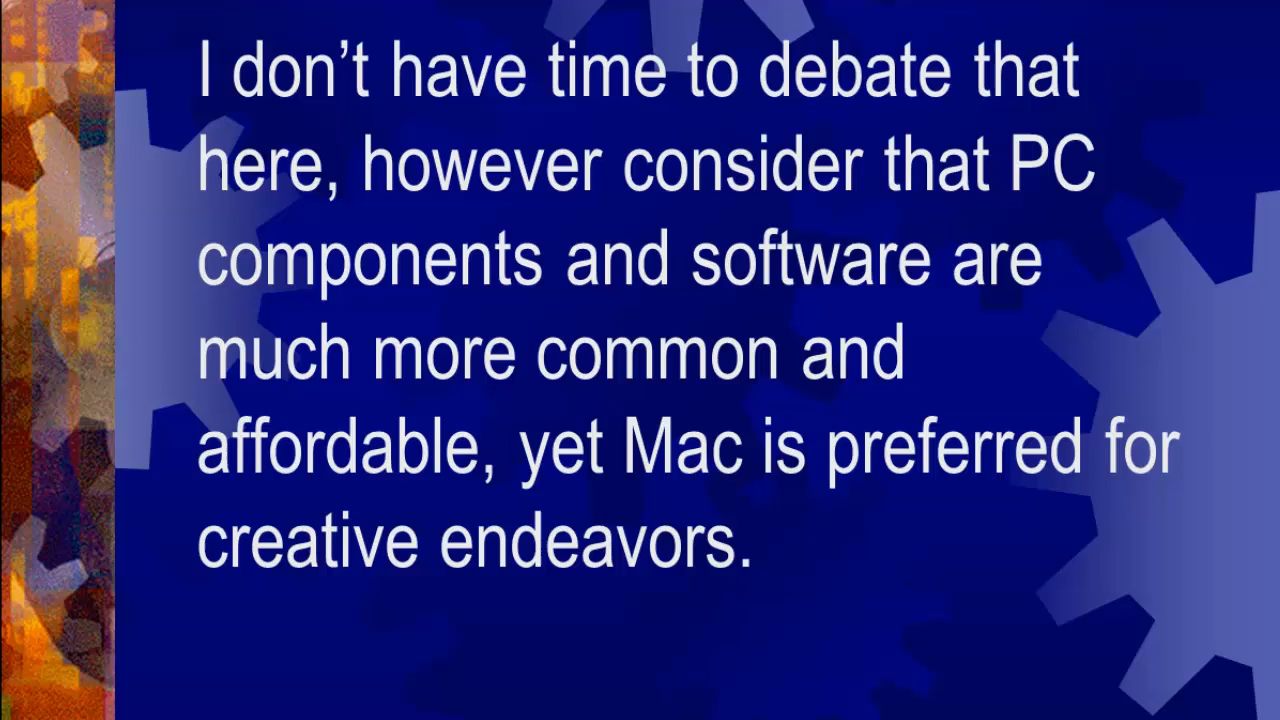 I don’t have time to debate that
here, however consider that PC
components and software are
much more common and
affordable, yet Mac is preferred for
creative endeavors.